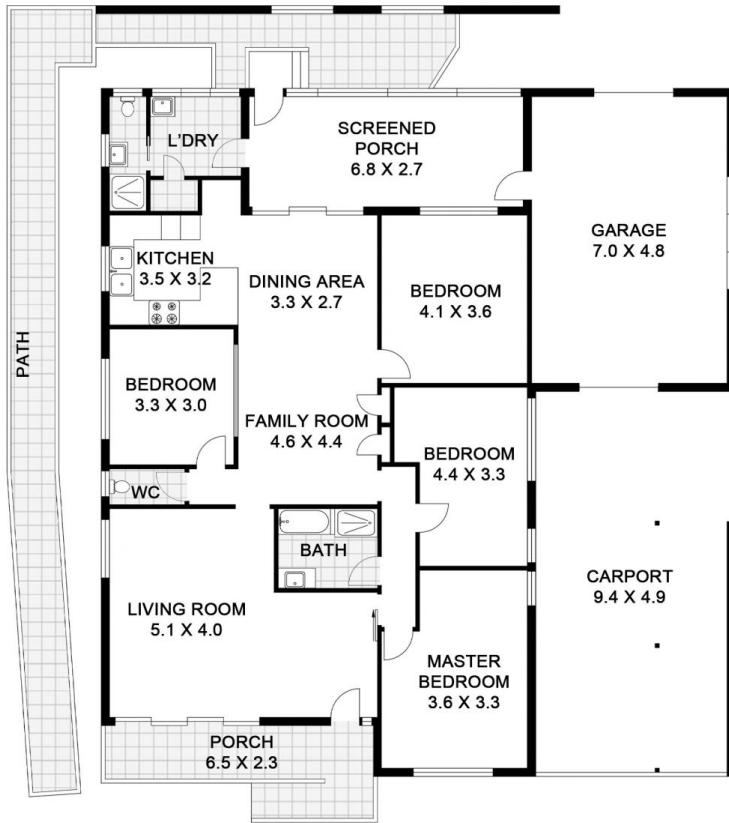 L'DRY
SCREENED
PORCH
6.8 X 2.7
GARAGE
7.0 X 4.8
KITCHEN
3.5 X 3.2
DINING AREA
3.3 X 2.7
BEDROOM
4.1 X 3.6
PATH
BEDROOM
3.3 X 3.0
FAMILY ROOM
4.6 X 4.4
BEDROOM
4.4 X 3.3
WC
BATH
CARPORT
9.4 X 4.9
LIVING ROOM
5.1 X 4.0
MASTER
BEDROOM
3.6 X 3.3
PORCH
6.5 X 2.3